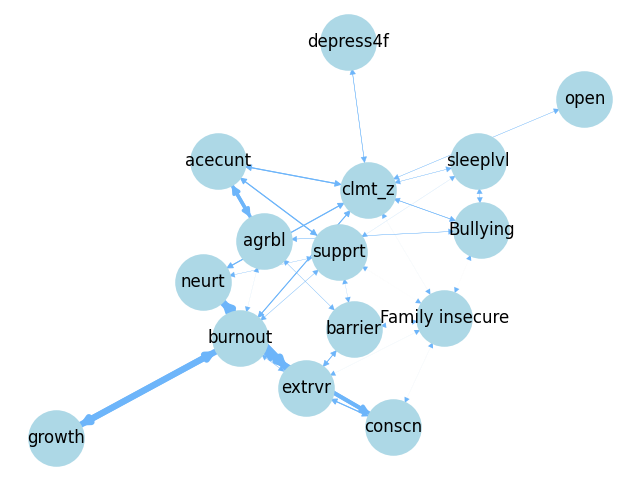 depress4f
open
acecunt
sleeplvl
clmt_z
Bullying
agrbl
supprt
neurt
Family insecure
barrier
burnout
extrvr
conscn
growth